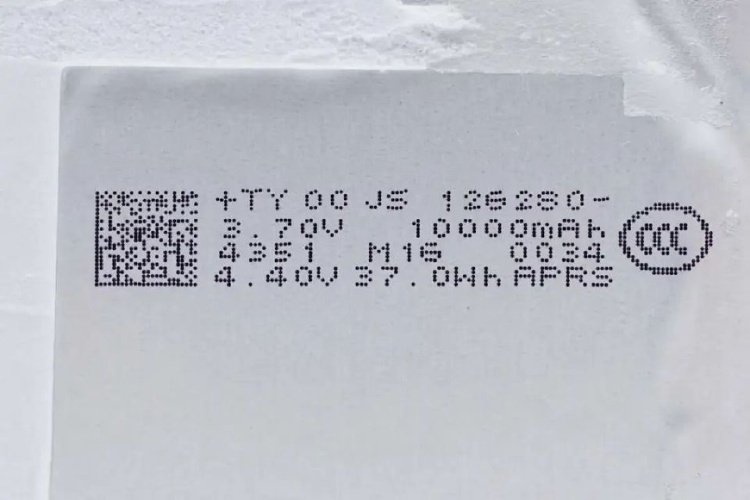 +TY 00 JS 126280-
3.70V 10000mAh
4351 M16 0034
4.40V 37.0Wh APRS
CCC